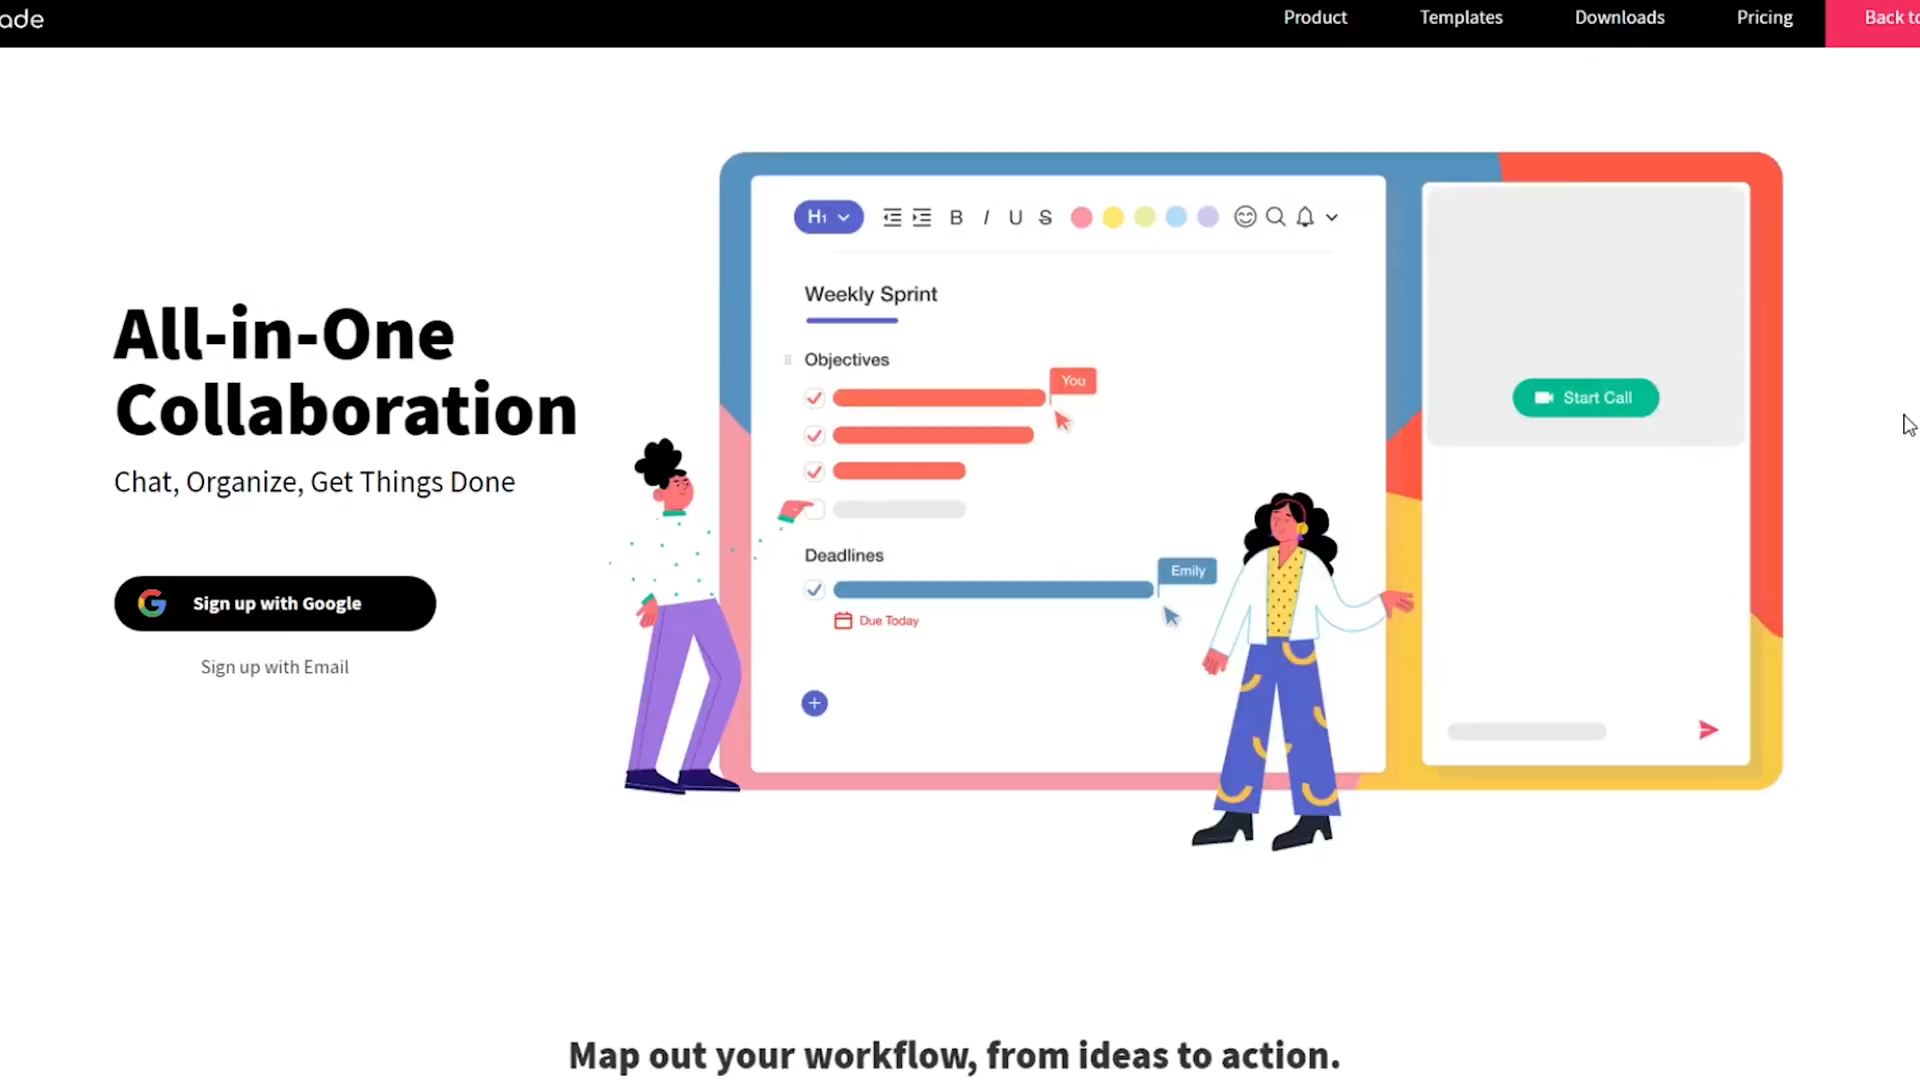 ade
Product
Templates
Downloads
Pricing
Back to
H1
B I U S
Weekly Sprint
Objectives
You
Start Call
All-in-One
Collaboration
Chat, Organize, Get Things Done
Deadlines
Emily
Due Today
Sign up with Google
Sign up with Email
Map out your workflow, from ideas to action.